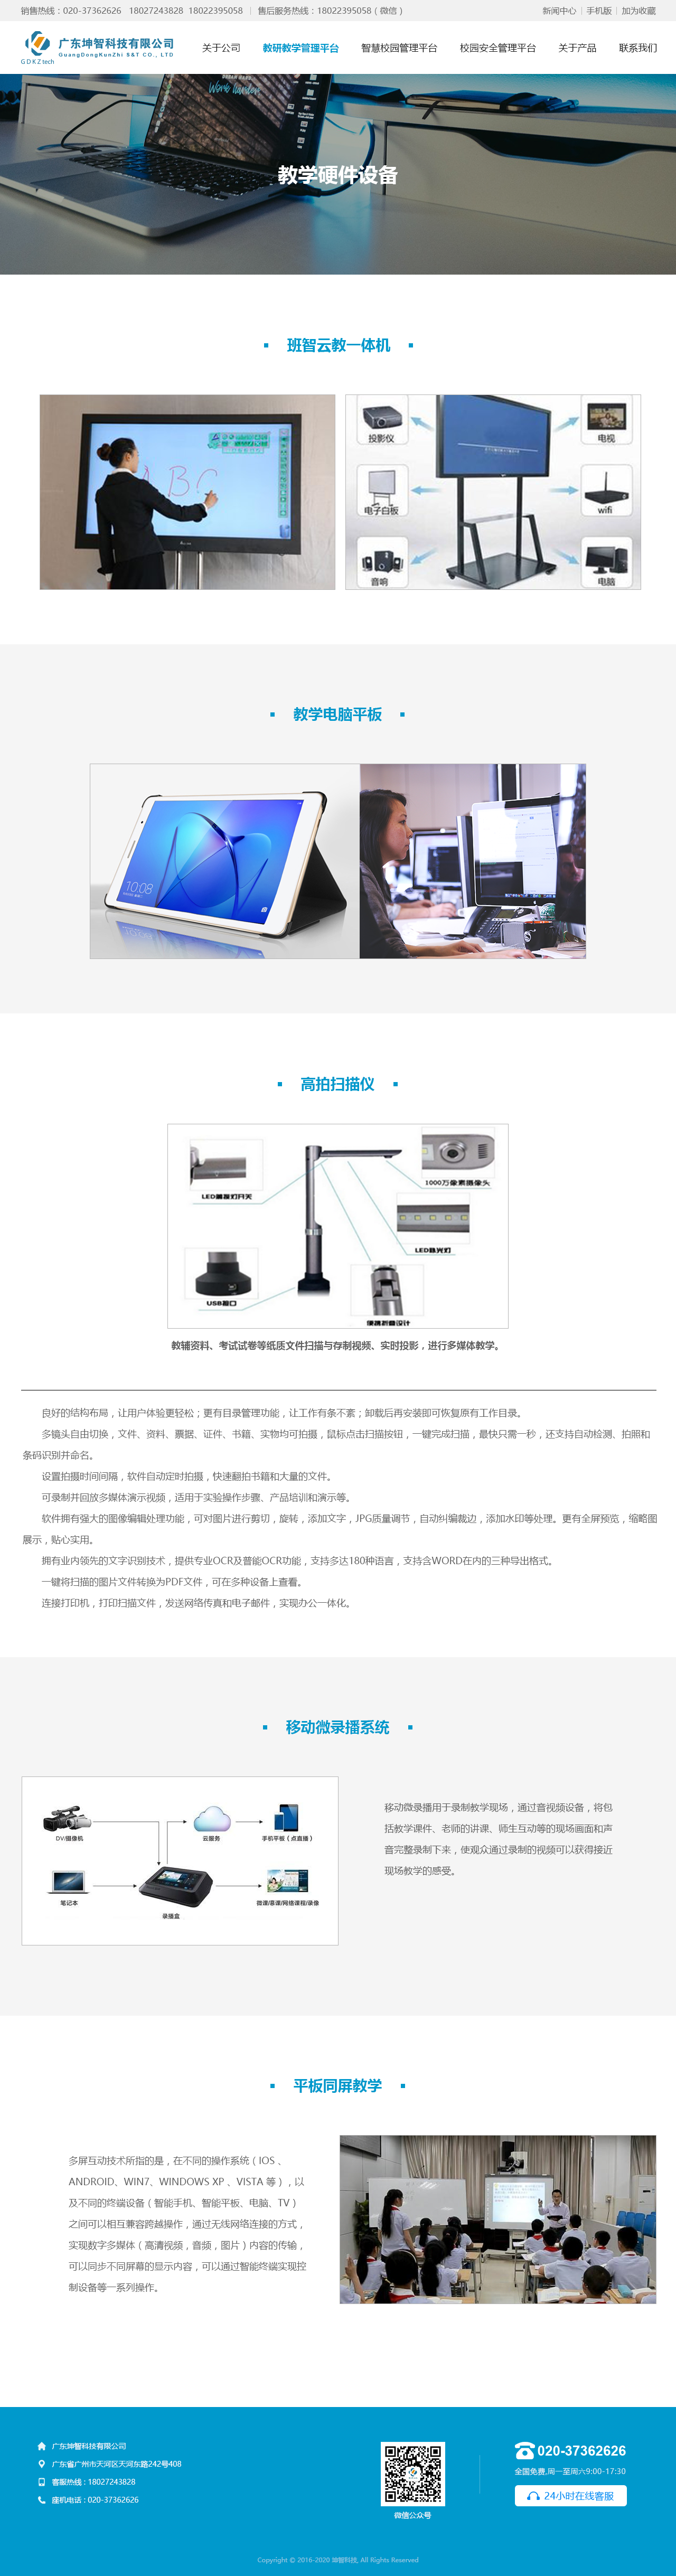 销售热线：020-37362626 18027243828 18022395058 | 售后服务热线：18022395058（微信）
新闻中心 | 手机版 | 加为收藏
广东坤智科技有限公司
GuangDongKunZhi S&T CO., LTD
GDKZtech
关于公司 教研教学管理平台 智慧校园管理平台 校园安全管理平台 关于产品 联系我们
教学硬件设备
班智云教一体机
投影仪
电视
电子白板
wifi
音响
电脑
教学电脑平板
10:08
高拍扫描仪
1000万像素摄像头
LED补光灯
USB接口
便携折叠设计
教辅资料、考试试卷等纸质文件扫描与存制视频、实时投影，进行多媒体教学。
良好的结构布局，让用户体验更轻松；更有目录管理功能，让工作有条不紊；卸载后再安装即可恢复原有工作目录。
多镜头自由切换，文件、资料、票据、证件、书籍、实物均可拍摄，鼠标点击扫描按钮，一键完成扫描，最快只需一秒，还支持自动检测、拍照和
条码识别并命名。
设置拍摄时间间隔，软件自动定时拍摄，快速翻拍书籍和大量的文件。
可录制并回放多媒体演示视频，适用于实验操作步骤、产品培训和演示等。
软件拥有强大的图像编辑处理功能，可对图片进行剪切，旋转，添加文字，JPG质量调节，自动纠编裁边，添加水印等处理。更有全屏预览，缩略图
展示，贴心实用。
拥有业内领先的文字识别技术，提供专业OCR及普能OCR功能，支持多达180种语言，支持含WORD在内的三种导出格式。
一键将扫描的图片文件转换为PDF文件，可在多种设备上查看。
连接打印机，打印扫描文件，发送网络传真和电子邮件，实现办公一体化。
移动微录播系统
DV/摄像机
云服务
手机平板（点直播）
笔记本
录播盒
微课/慕课/网络课程/录像
移动微录播用于录制教学现场，通过音视频设备，将包
括教学课件、老师的讲课、师生互动等的现场画面和声
音完整录制下来，使观众通过录制的视频可以获得接近
现场教学的感受。
平板同屏教学
多屏互动技术所指的是，在不同的操作系统（IOS 、
ANDROID、WIN7、WINDOWS XP 、VISTA 等），以
及不同的终端设备（智能手机、智能平板、电脑、TV）
之间可以相互兼容跨越操作，通过无线网络连接的方式，
实现数字多媒体（高清视频，音频，图片）内容的传输，
可以同步不同屏幕的显示内容，可以通过智能终端实现控
制设备等一系列操作。
广东坤智科技有限公司
广东省广州市天河区天河东路242号408
客服热线 : 18027243828
座机电话 : 020-37362626
微信公众号
020-37362626
全国免费,周一至周六9:00-17:30
24小时在线客服
Copyright © 2016-2020 坤智科技, All Rights Reserved